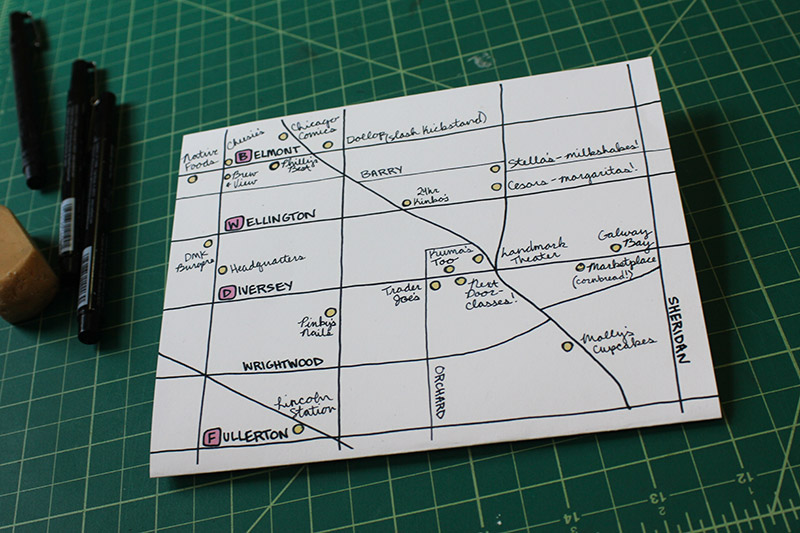 Chicago
Comics
Cheesie's
Dollop (slash Kickstand)
Native
Foods
BELMONT
Brew
+ View
Philly's
Best
BARRY
Stella's - milkshakes!
Cesars - margaritas!
24hr
Kinko's
WELLINGTON
DMK
Burgers
Headquarters
Kuma's
Too
Landmark
Theater
Galway
Bay
Marketplace
(cornbread!?)
DIVERSEY
Trader
Joe's
Next
Door-
classes!
Pinky's
Nails
Molly's
Cupcakes
SHERIDAN
WRIGHTWOOD
ORCHARD
Lincoln
Station
FULLERTON
12
13
14